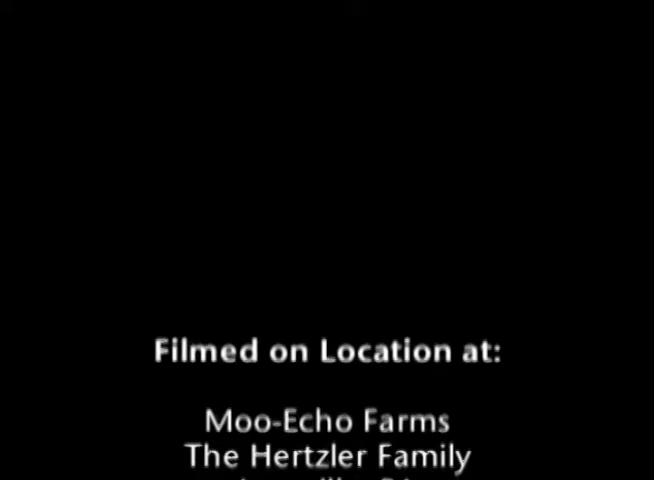 Filmed on Location at:
Moo-Echo Farms
The Hertzler Family